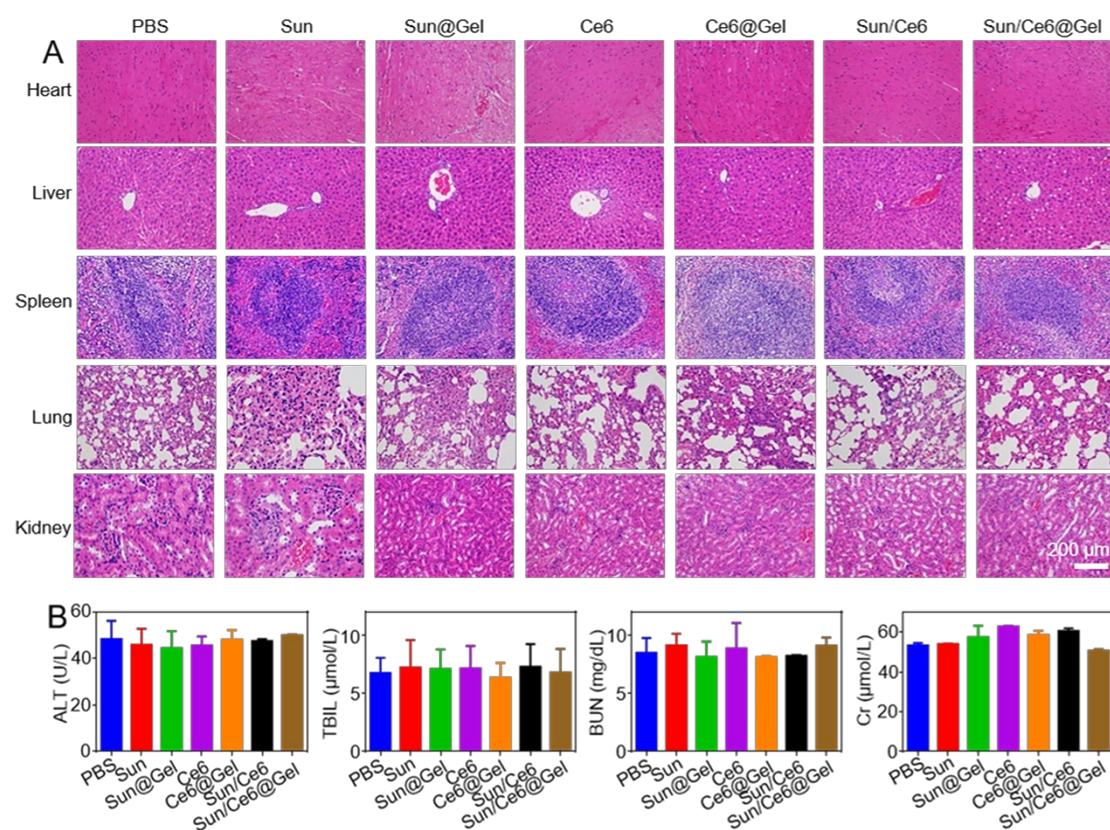 PBS Sun Sun@Gel Ce6 Ce6@Gel Sun/Ce6 Sun/Ce6@Gel
A
Heart
Liver
Spleen
Lung
Kidney
200 µm
B
ALT (U/L)
60
40
20
0
PBS Sun Sun@Gel Ce6 Ce6@Gel Sun/Ce6 Sun/Ce6@Gel
TBIL (µmol/L)
10
5
0
PBS Sun Sun@Gel Ce6 Ce6@Gel Sun/Ce6 Sun/Ce6@Gel
BUN (mg/dL)
10
5
0
PBS Sun Sun@Gel Ce6 Ce6@Gel Sun/Ce6 Sun/Ce6@Gel
Cr (µmol/L)
60
40
20
0
PBS Sun Sun@Gel Ce6 Ce6@Gel Sun/Ce6 Sun/Ce6@Gel